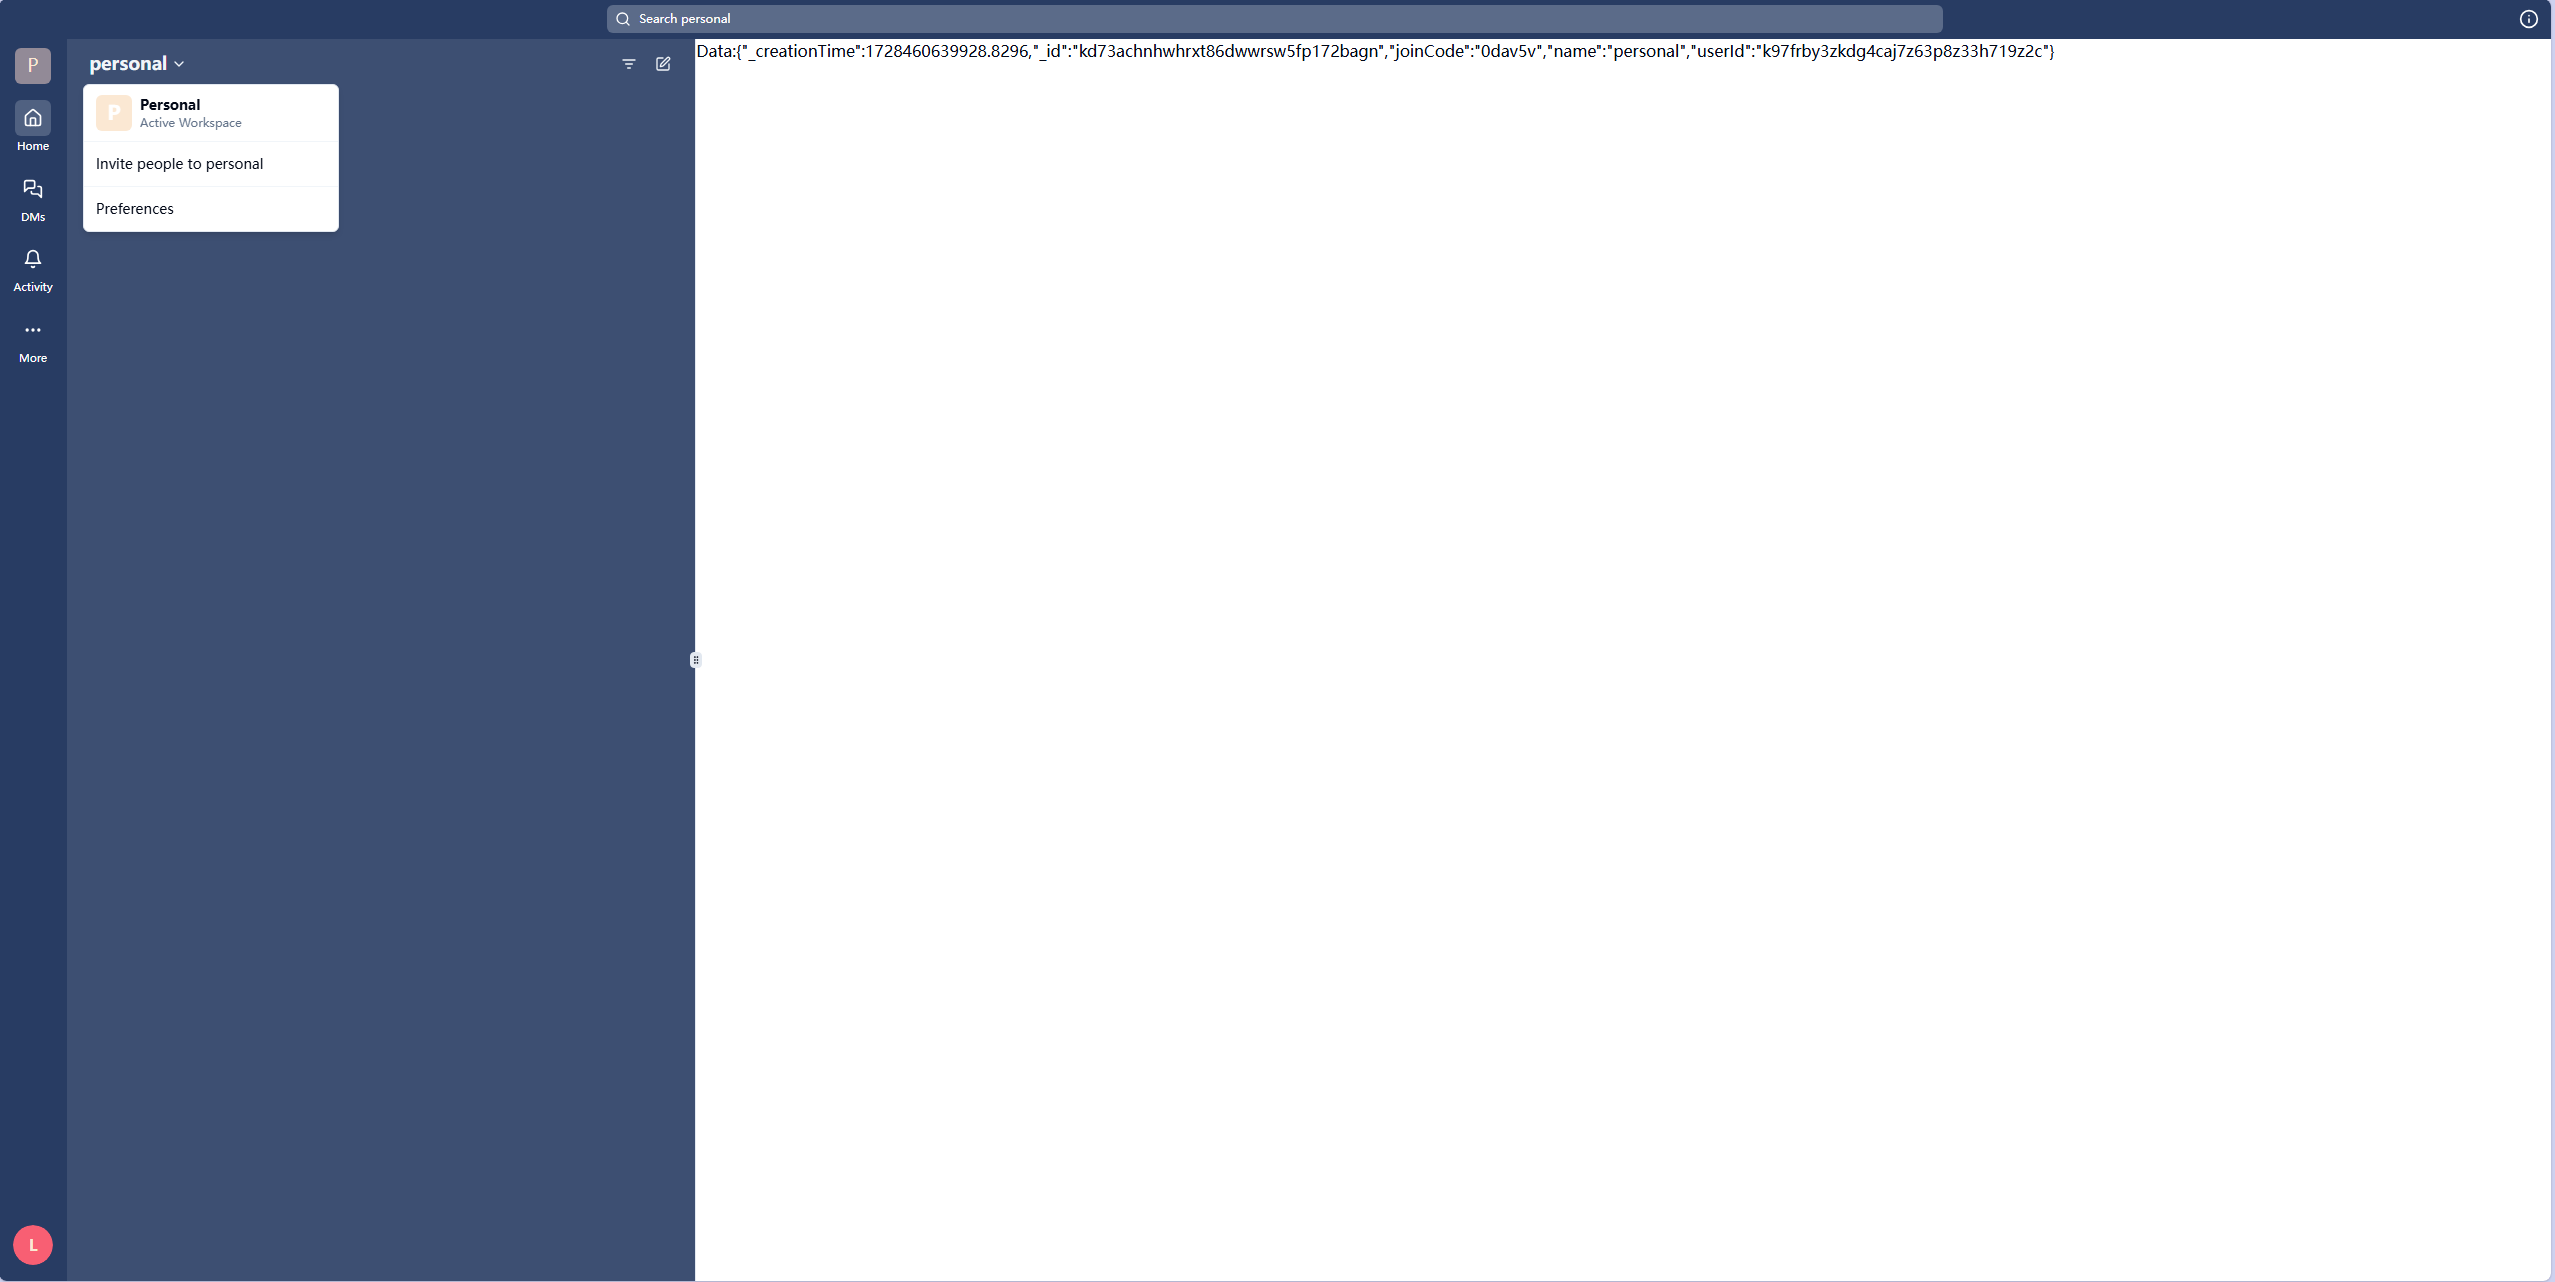 Search personal
P
Home
DMs
Activity
More
L
personal
P
Personal
Active Workspace
Invite people to personal
Preferences
Data:{"_creationTime":1728460639928.8296,"_id":"kd73achnhwhrxt86dwwrsw5fp172bagn","joinCode":"0dav5v","name":"personal","userId":"k97frby3zkdg4caj7z63p8z33h719z2c"}